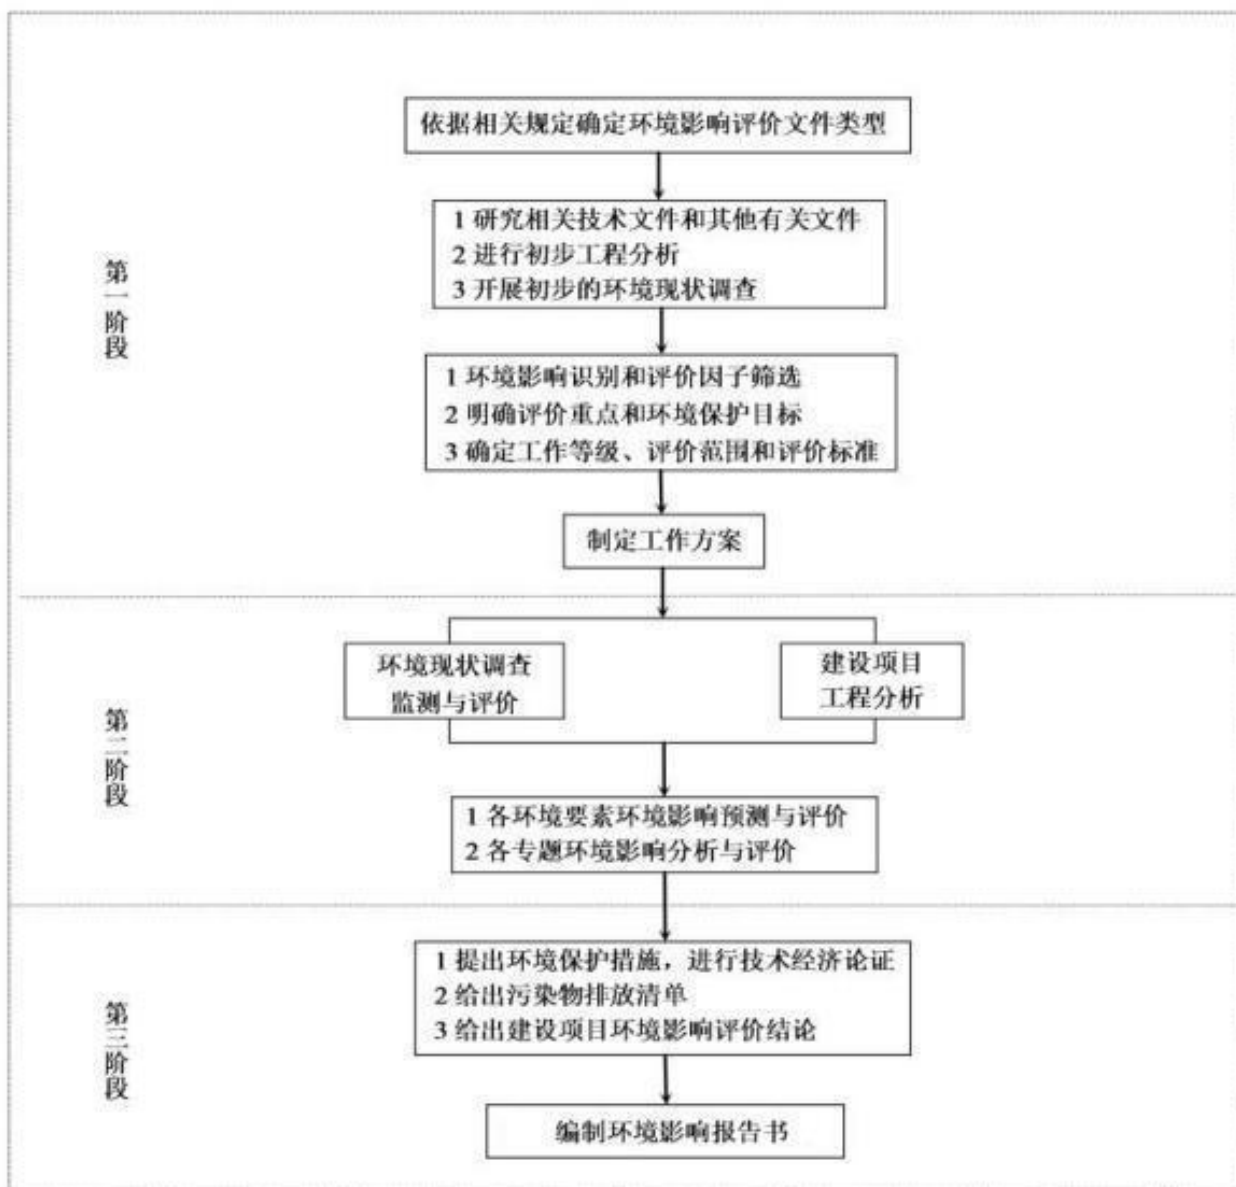 依据相关规定确定环境影响评价文件类型
1 研究相关技术文件和其他有关文件
2 进行初步工程分析
3 开展初步的环境现状调查
第一阶段
1 环境影响识别和评价因子筛选
2 明确评价重点和环境保护目标
3 确定工作等级、评价范围和评价标准
制定工作方案
环境现状调查
监测与评价
建设项目
工程分析
第二阶段
1 各环境要素环境影响预测与评价
2 各专题环境影响分析与评价
1 提出环境保护措施，进行技术经济论证
2 给出污染物排放清单
3 给出建设项目环境影响评价结论
第三阶段
编制环境影响报告书